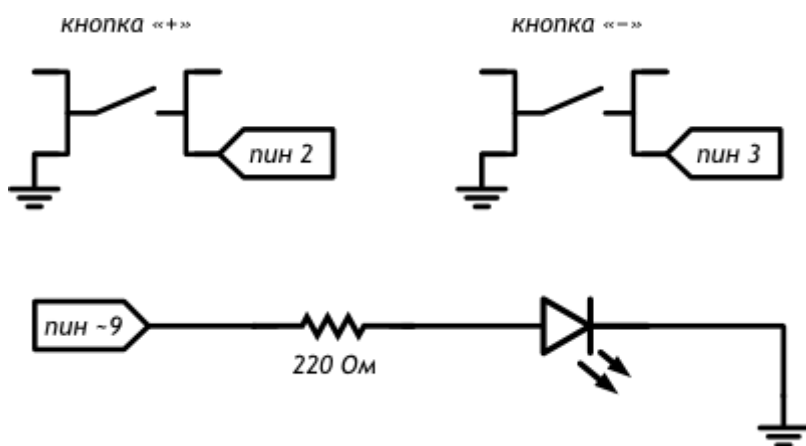 кнопка «+»
кнопка «−»
пин 2
пин 3
пин ~9
220 Ом